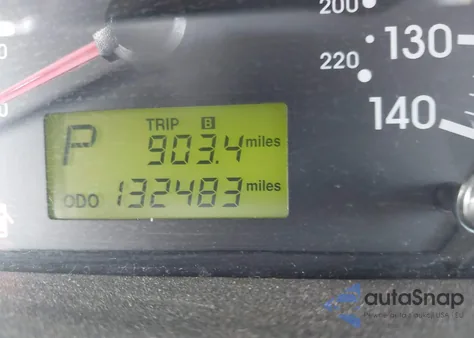 200
130
220
140
P TRIP B
903.4 miles
ODO 132483 miles
autoSnap